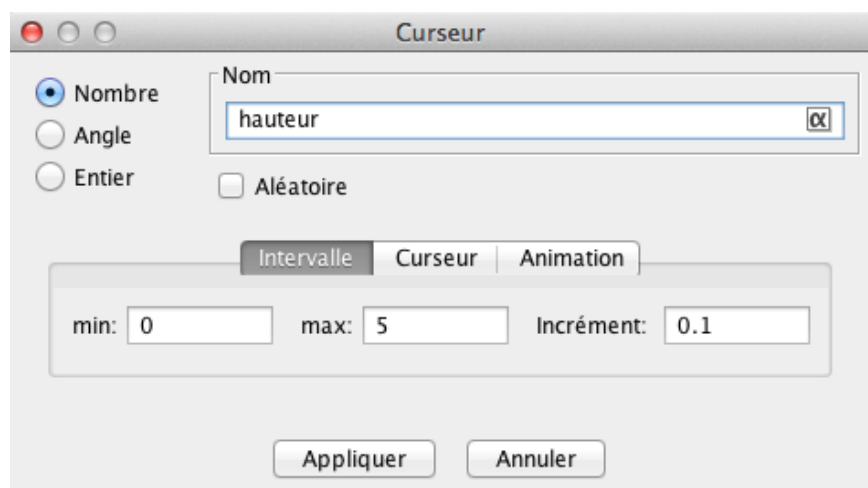 Curseur
Nombre
Angle
Entier
Nom
hauteur α
Aléatoire
Intervalle Curseur Animation
min: 0 max: 5 Incrément: 0.1
Appliquer Annuler